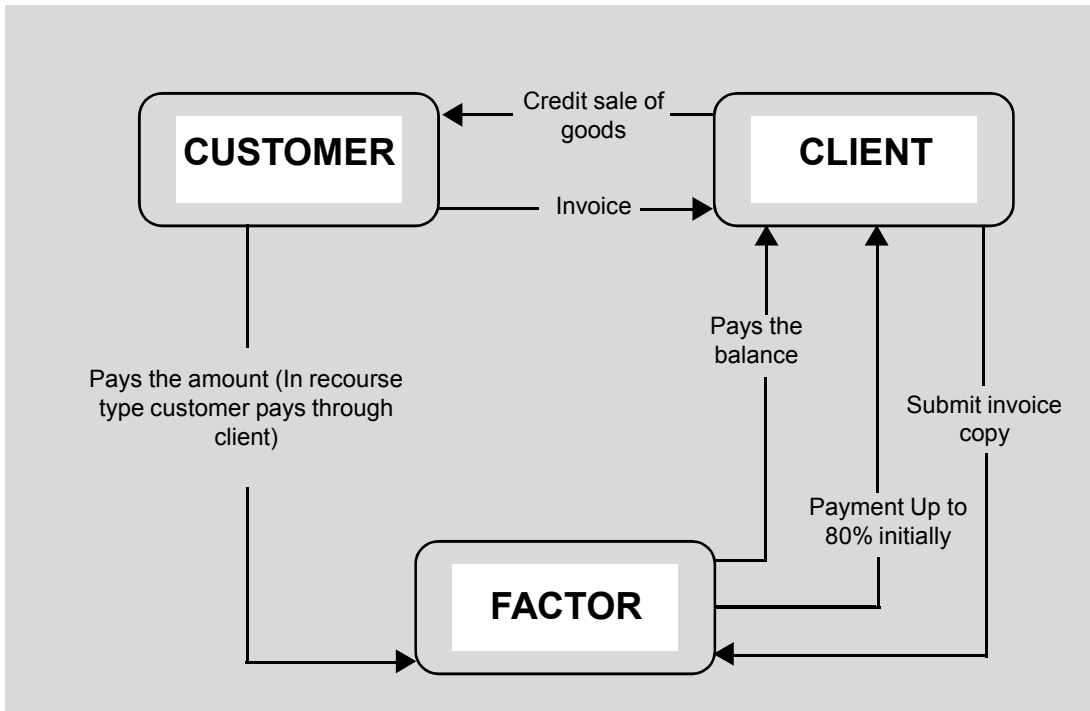 Credit sale of
goods
CUSTOMER
CLIENT
Invoice
Pays the
balance
Pays the amount (In recourse
type customer pays through
client)
Submit invoice
copy
Payment Up to
80% initially
FACTOR